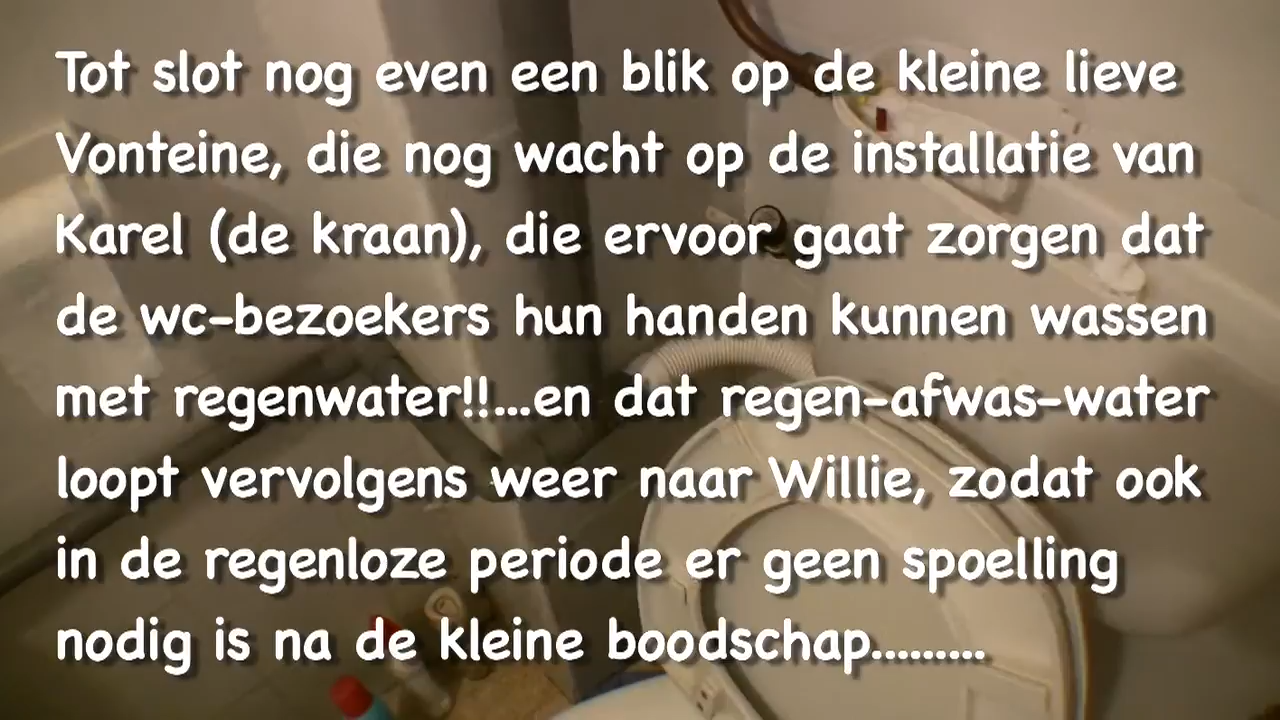 Tot slot nog even een blik op de kleine lieve
Vonteine, die nog wacht op de installatie van
Karel (de kraan), die ervoor gaat zorgen dat
de wc-bezoekers hun handen kunnen wassen
met regenwater!!...en dat regen-afwas-water
loopt vervolgens weer naar Willie, zodat ook
in de regenloze periode er geen spoelling
nodig is na de kleine boodschap.........